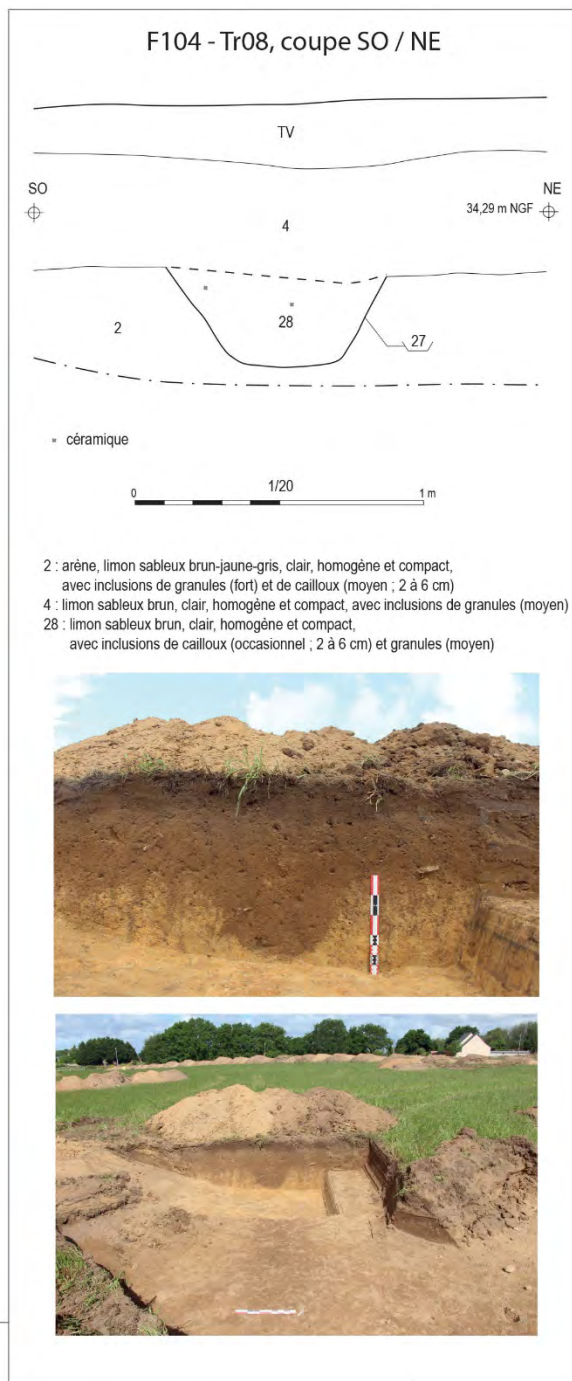 F104 - Tr08, coupe SO / NE
TV
SO
NE
34,29 m NGF
4
2
28
27
céramique
0
1/20
1 m
2 : arène, limon sableux brun-jaune-gris, clair, homogène et compact,
avec inclusions de granules (fort) et de cailloux (moyen ; 2 à 6 cm)
4 : limon sableux brun, clair, homogène et compact, avec inclusions de granules (moyen)
28 : limon sableux brun, clair, homogène et compact,
avec inclusions de cailloux (occasionnel ; 2 à 6 cm) et granules (moyen)